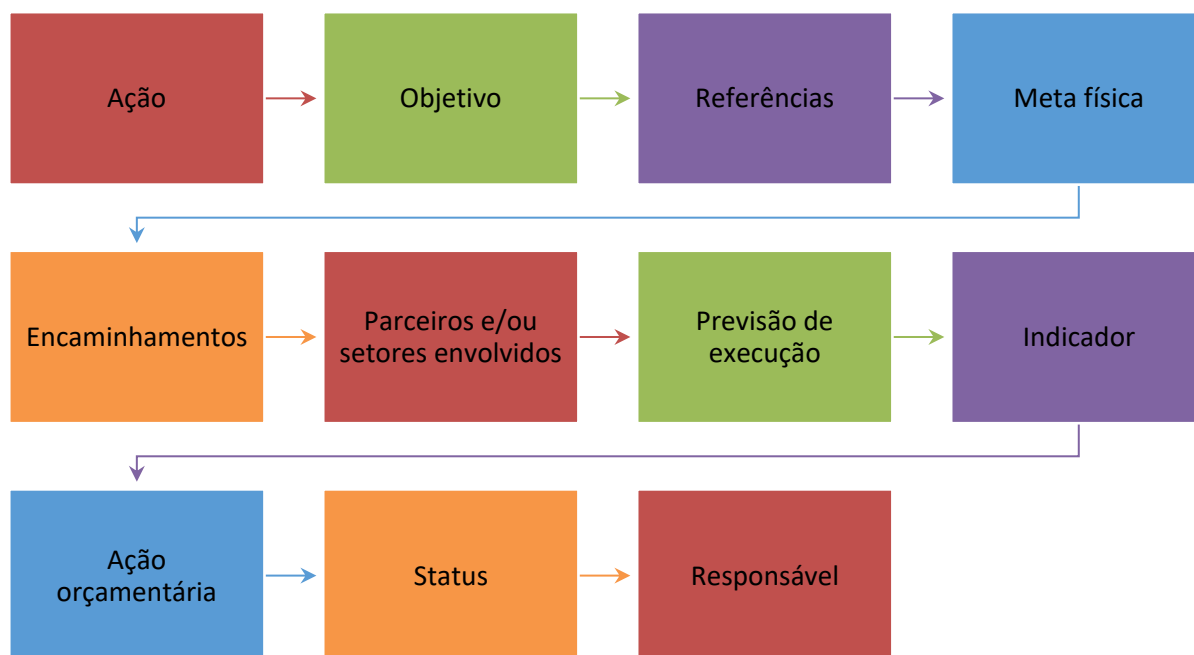 Ação
Objetivo
Referências
Meta física
Encaminhamentos
Parceiros e/ou
setores envolvidos
Previsão de
execução
Indicador
Ação
orçamentária
Status
Responsável